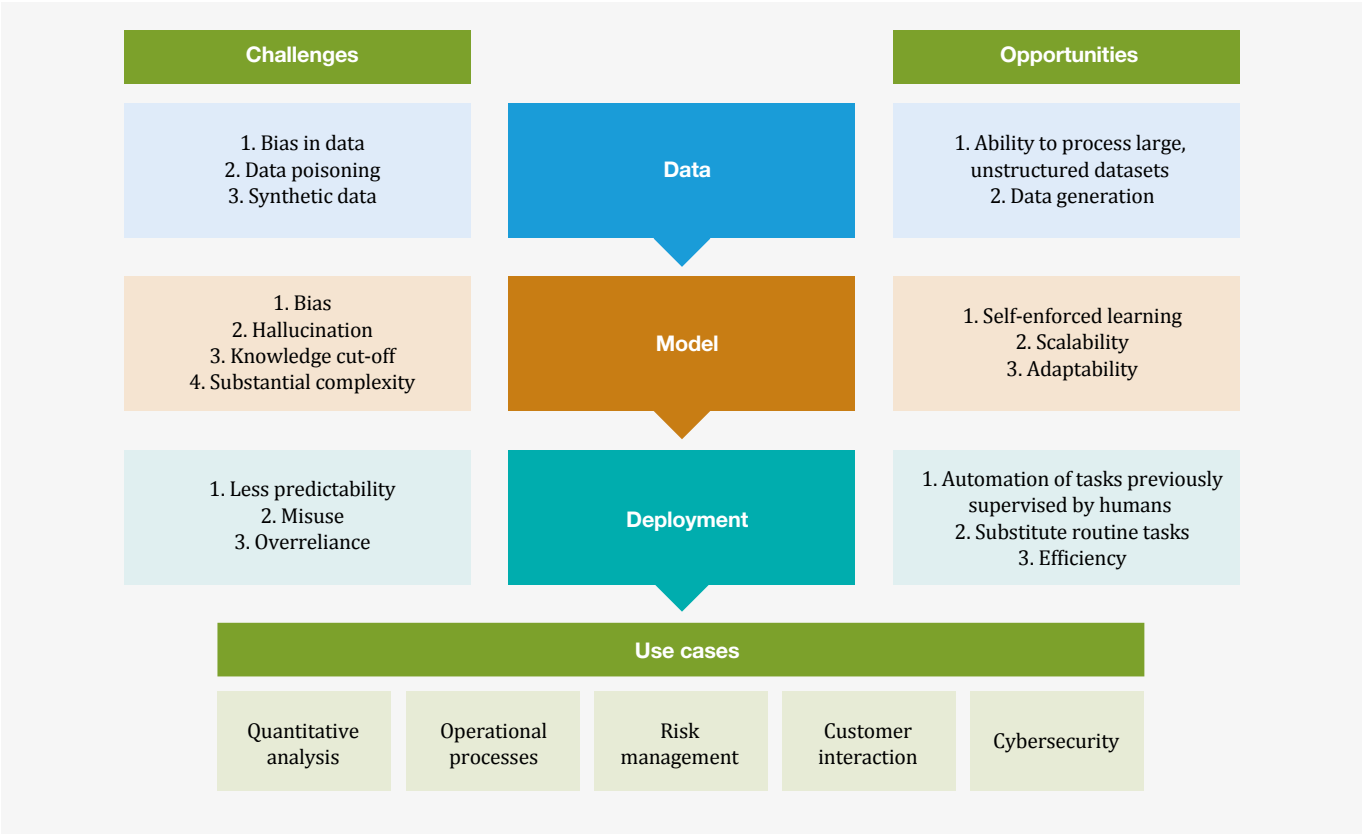 Challenges
Opportunities
1. Bias in data
2. Data poisoning
3. Synthetic data
Data
1. Ability to process large,
unstructured datasets
2. Data generation
1. Bias
2. Hallucination
3. Knowledge cut-off
4. Substantial complexity
Model
1. Self-enforced learning
2. Scalability
3. Adaptability
1. Less predictability
2. Misuse
3. Overreliance
Deployment
1. Automation of tasks previously
supervised by humans
2. Substitute routine tasks
3. Efficiency
Use cases
Quantitative
analysis
Operational
processes
Risk
management
Customer
interaction
Cybersecurity